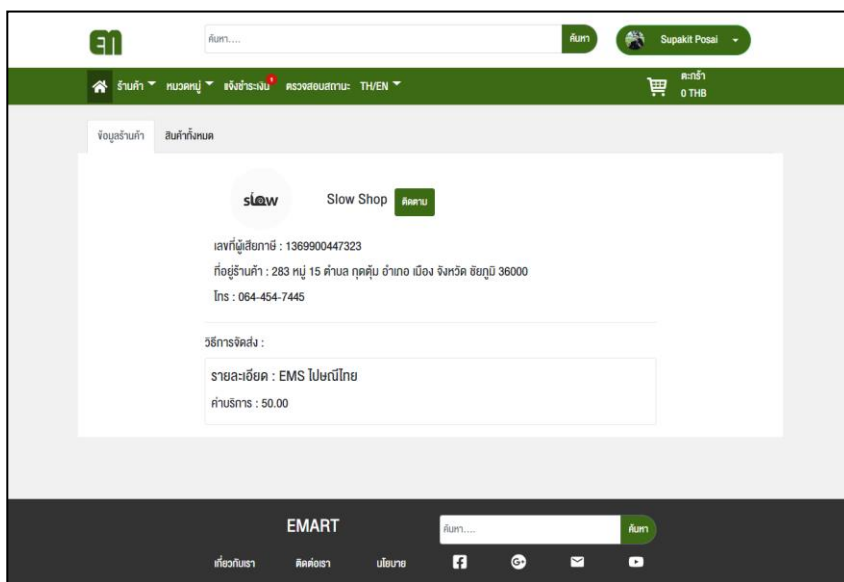 ค้นหา....
ค้นหา
Supakit Posai
ร้านค้า
หมวดหมู่
แจ้งชำระเงิน
ตรวจสอบสถานะ
TH/EN
ตะกร้า
0 THB
ข้อมูลร้านค้า
สินค้าทั้งหมด
slow
Slow Shop
ติดตาม
เลขที่ผู้เสียภาษี : 1369900447323
ที่อยู่ร้านค้า : 283 หมู่ 15 ตำบล กุดตุ้ม อำเภอ เมือง จังหวัด ชัยภูมิ 36000
โทร : 064-454-7445
วิธีการจัดส่ง :
รายละเอียด : EMS ไปษณีไทย
ค่าบริการ : 50.00
EMART
ค้นหา....
ค้นหา
เกี่ยวกับเรา
ติดต่อเรา
นโยบาย